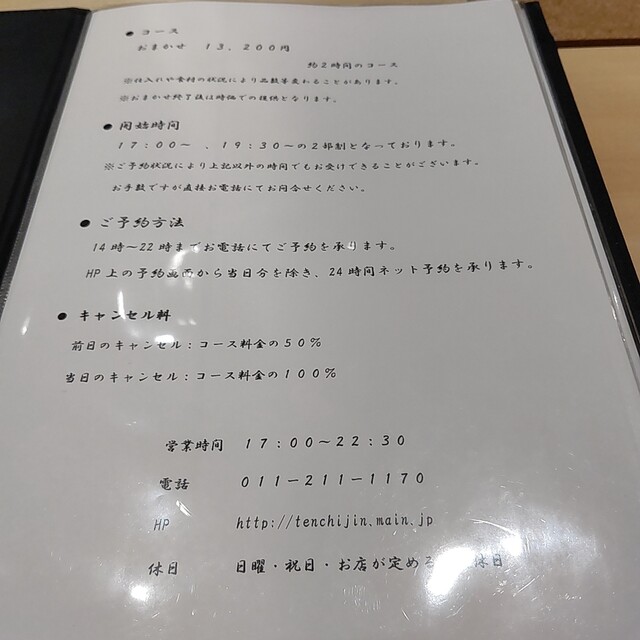 ● コース
おまかせ 13,200円
約2時間のコース
※仕入れや食材の状況により品数等変わることがあります。
※おまかせ終了後は時価での提供となります。
● 開始時間
17:00～ 、19:30～の2部制となっております。
※ご予約状況により上記以外の時間でもお受けできることがございます。
お手数ですが直接お電話にてお問合せください。
● ご予約方法
14時～22時までお電話にてご予約を承ります。
HP上の予約画面から当日分を除き、24時間ネット予約を承ります。
● キャンセル料
前日のキャンセル：コース料金の50％
当日のキャンセル：コース料金の100％
営業時間 17:00～22:30
電話 011－211－1170
HP http://tenchijin.main.jp
休日 日曜・祝日・お店が定め 休日